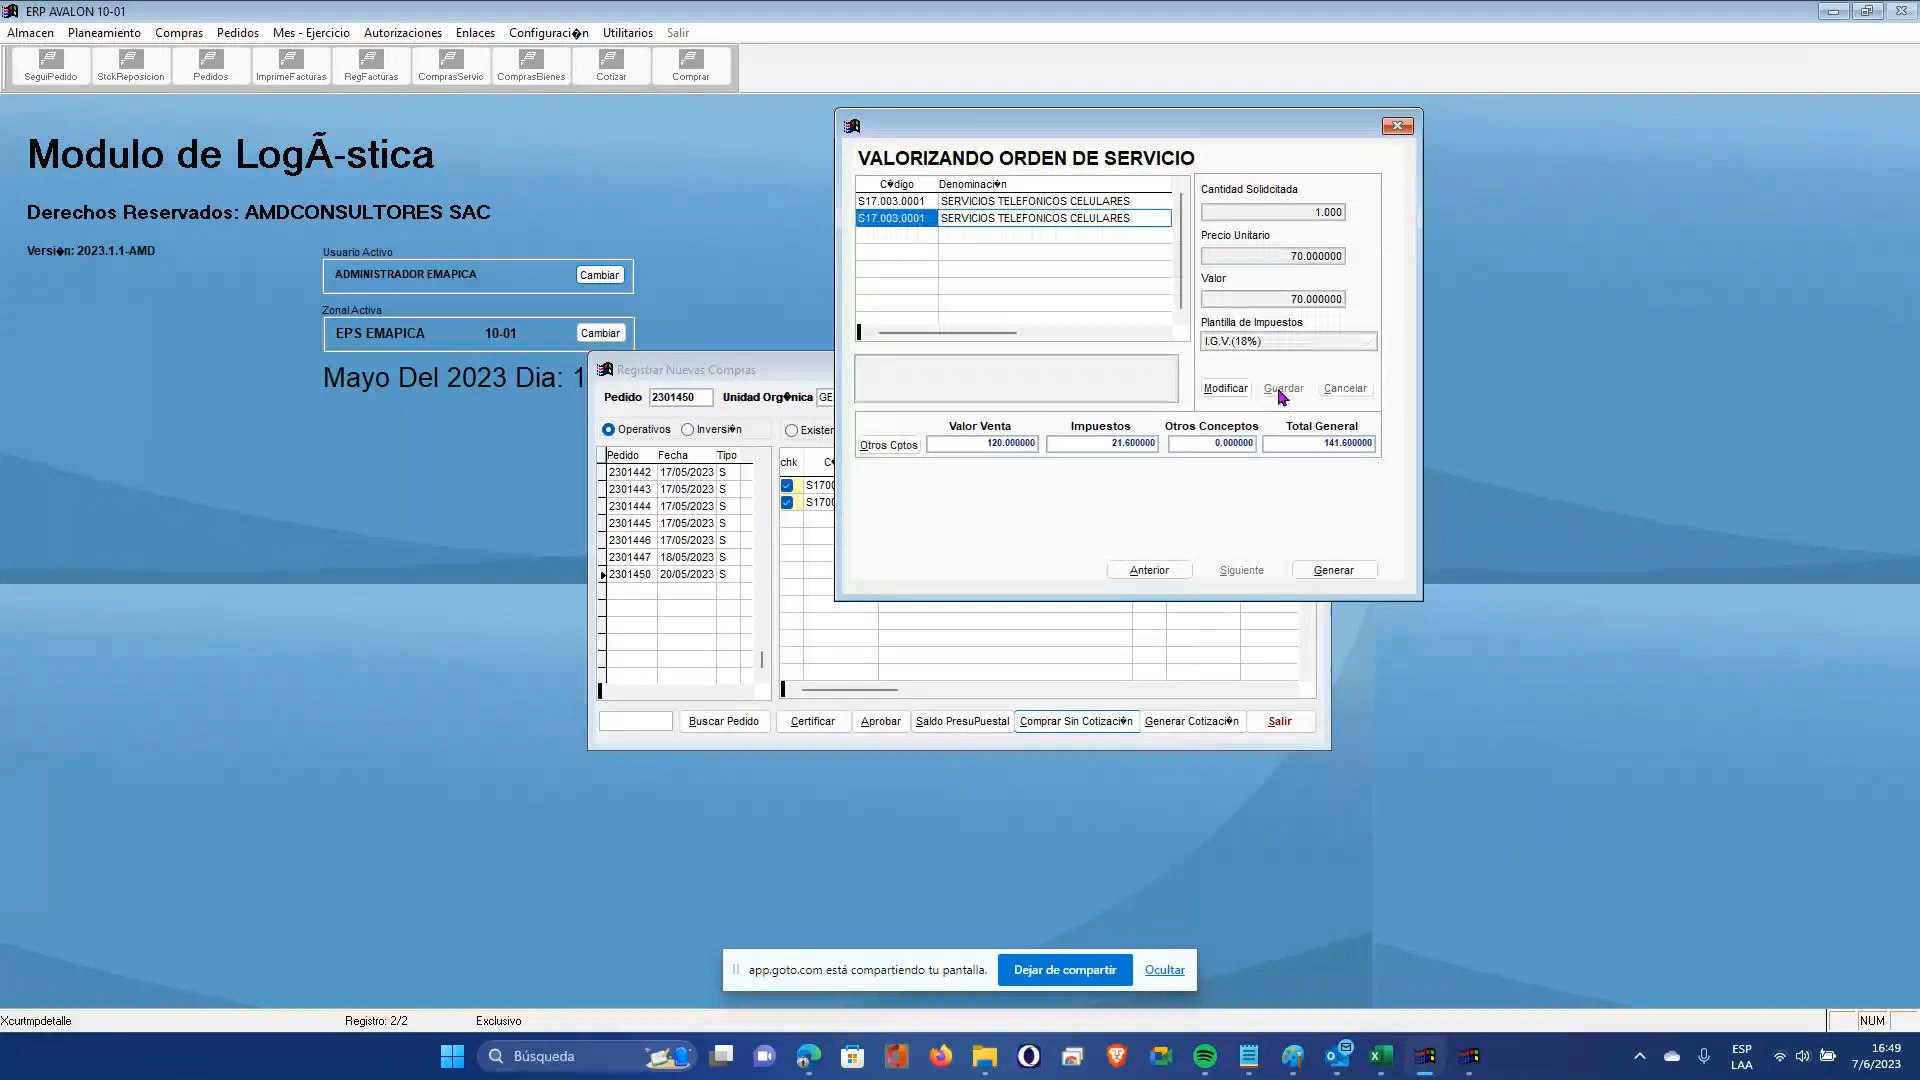 ERP AVALON 10-01
Almacen Planeamiento Compras Pedidos Mes - Ejercicio Autorizaciones Enlaces Configuraci�n Utilitarios Salir
SeguiPedido StckReposicion Pedidos ImprimeFacturas RegFacturas ComprasServic ComprasBienes Cotizar Comprar
Modulo de LogÃ-stica
Derechos Reservados: AMDCONSULTORES SAC
Versi�n: 2023.1.1-AMD
Usuario Activo
ADMINISTRADOR EMAPICA Cambiar
Zonal Activa
EPS EMAPICA 10-01 Cambiar
Mayo Del 2023 Dia: 1
VALORIZANDO ORDEN DE SERVICIO
C�digo Denominaci�n
S17.003.0001 SERVICIOS TELEFONICOS CELULARES
S17.003.0001 SERVICIOS TELEFONICOS CELULARES
Cantidad Solidcitada
1.000
Precio Unitario
70.000000
Valor
70.000000
Plantilla de Impuestos
I.G.V.(18%)
Modificar Guardar Cancelar
Valor Venta Impuestos Otros Conceptos Total General
Otros Cptos 120.000000 21.600000 0.000000 141.600000
Anterior Siguiente Generar
Registrar Nuevas Compras
Pedido 2301450 Unidad Org�nica GE
Operativos Inversi�n Existen
Pedido Fecha Tipo
2301442 17/05/2023 S
2301443 17/05/2023 S
2301444 17/05/2023 S
2301445 17/05/2023 S
2301446 17/05/2023 S
2301447 18/05/2023 S
2301450 20/05/2023 S
chk C�
S1700
S1700
Buscar Pedido Certificar Aprobar Saldo PresuPuestal Comprar Sin Cotizaci�n Generar Cotizaci�n Salir
app.goto.com está compartiendo tu pantalla. Dejar de compartir Ocultar
Xcurtmpdetalle Registro: 2/2 Exclusivo NUM
Búsqueda
ESP
LAA
16:49
7/6/2023